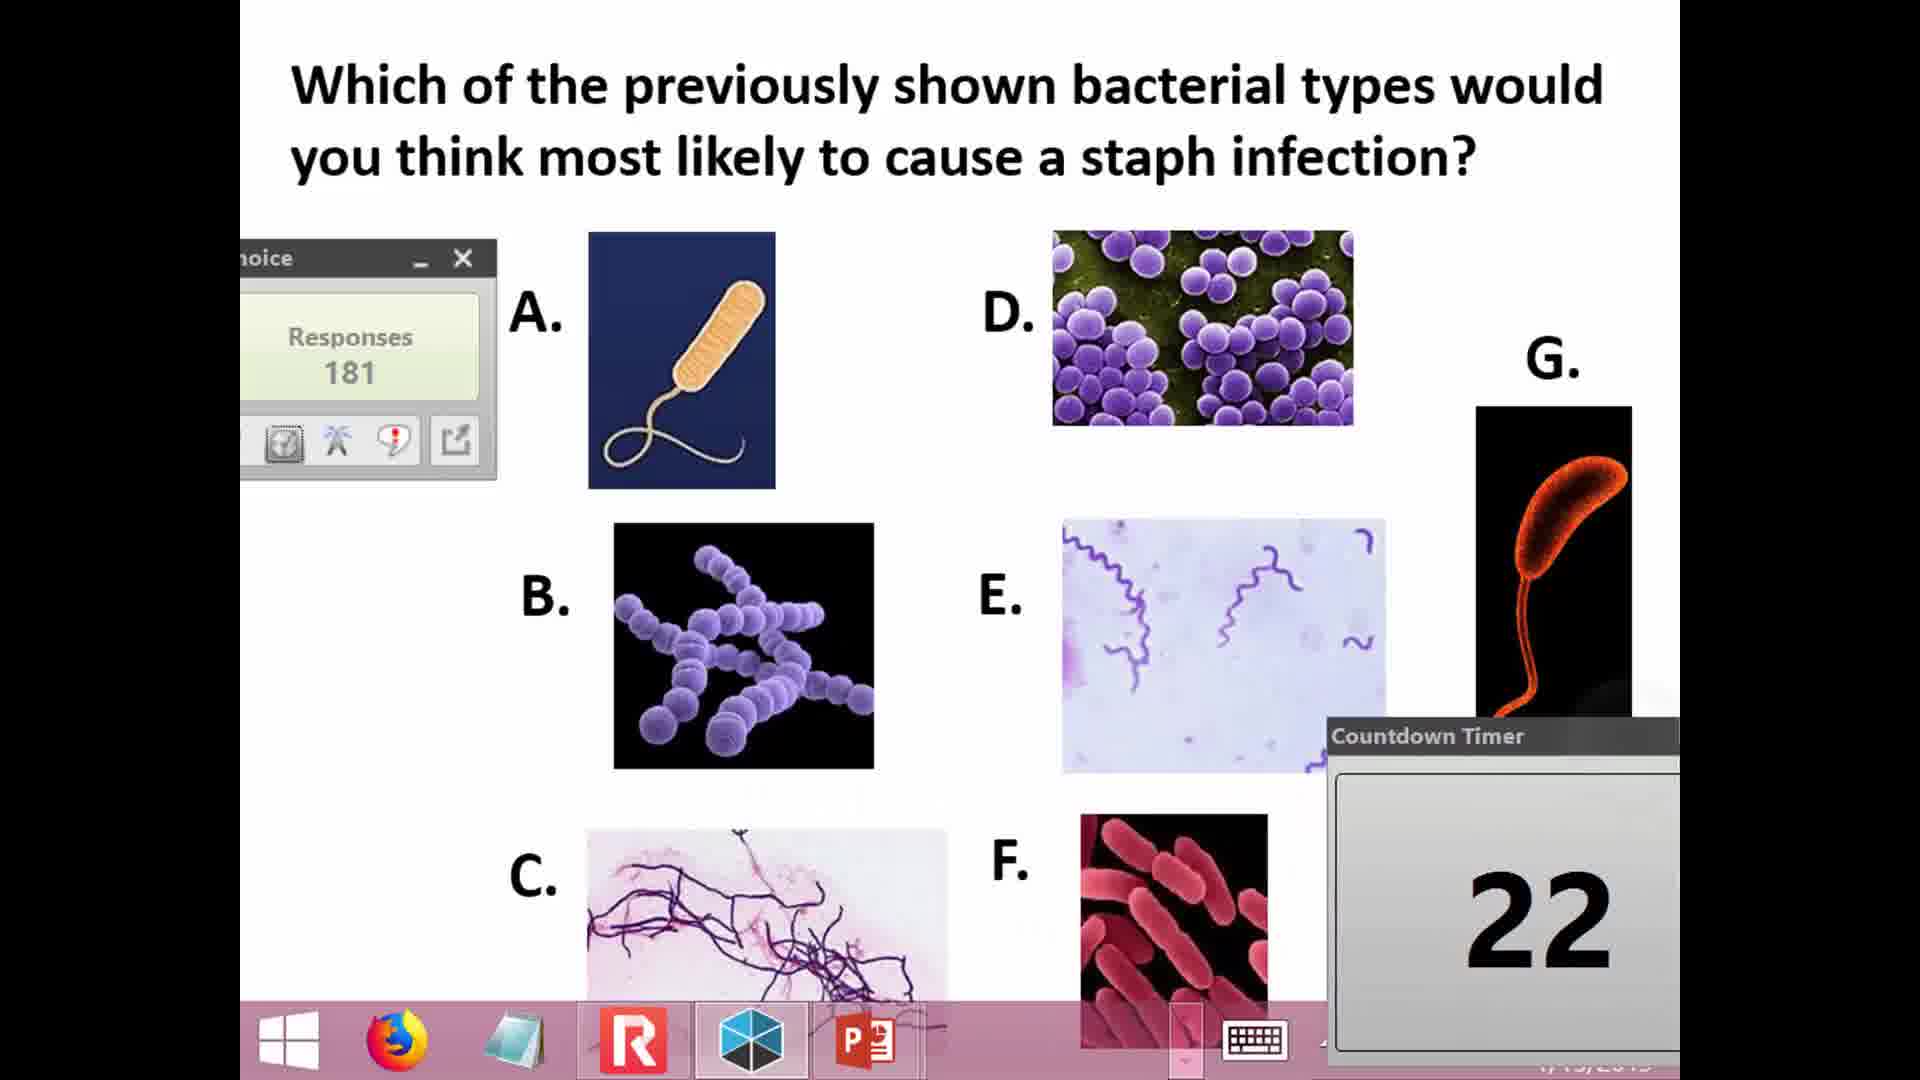 Which of the previously shown bacterial types would
you think most likely to cause a staph infection?
Responses
181
A.
D.
G.
B.
E.
C.
F.
Countdown Timer
22